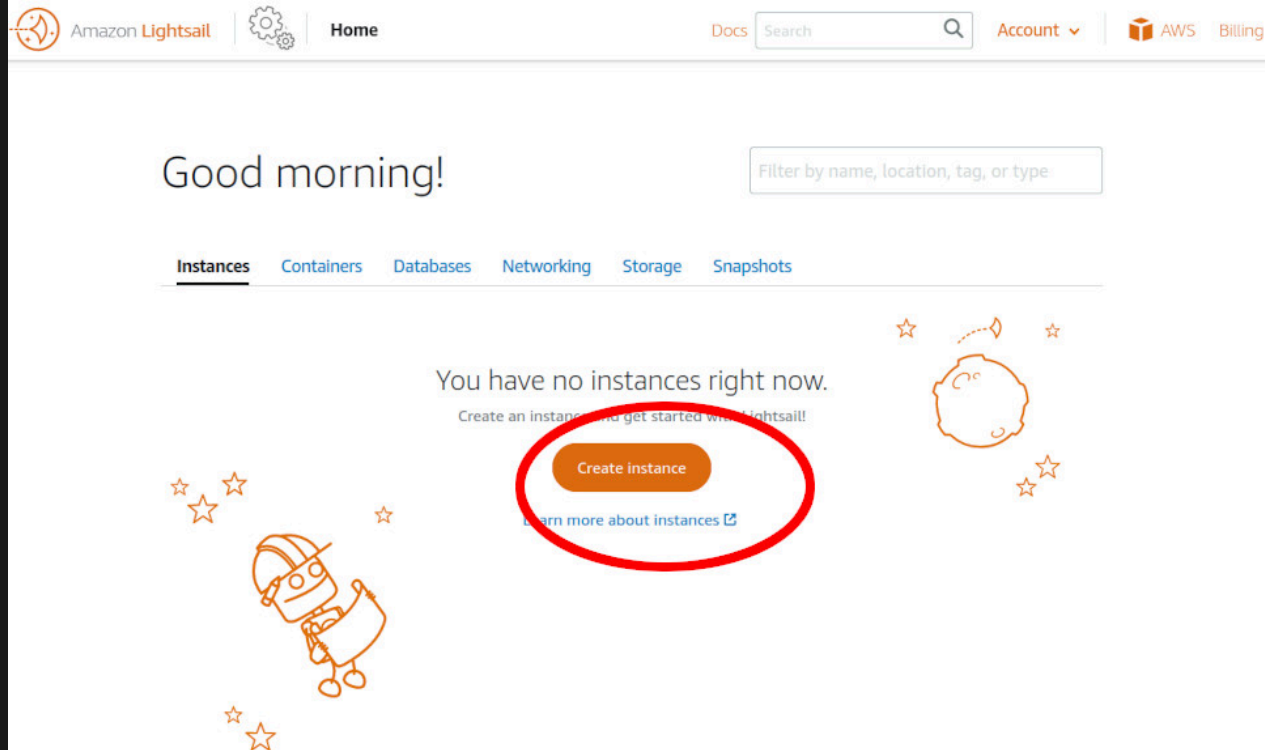 Amazon Lightsail Home Docs Search Account AWS Billing
Good morning!
Filter by name, location, tag, or type
Instances Containers Databases Networking Storage Snapshots
You have no instances right now.
Create an instance and get started with Lightsail!
Create instance
Learn more about instances